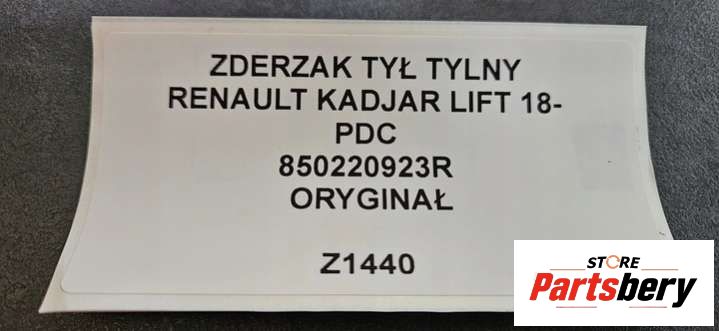 ZDERZAK TYŁ TYLNY
RENAULT KADJAR LIFT 18-
PDC
850220923R
ORYGINAŁ
Z1440
STORE
Partsbery